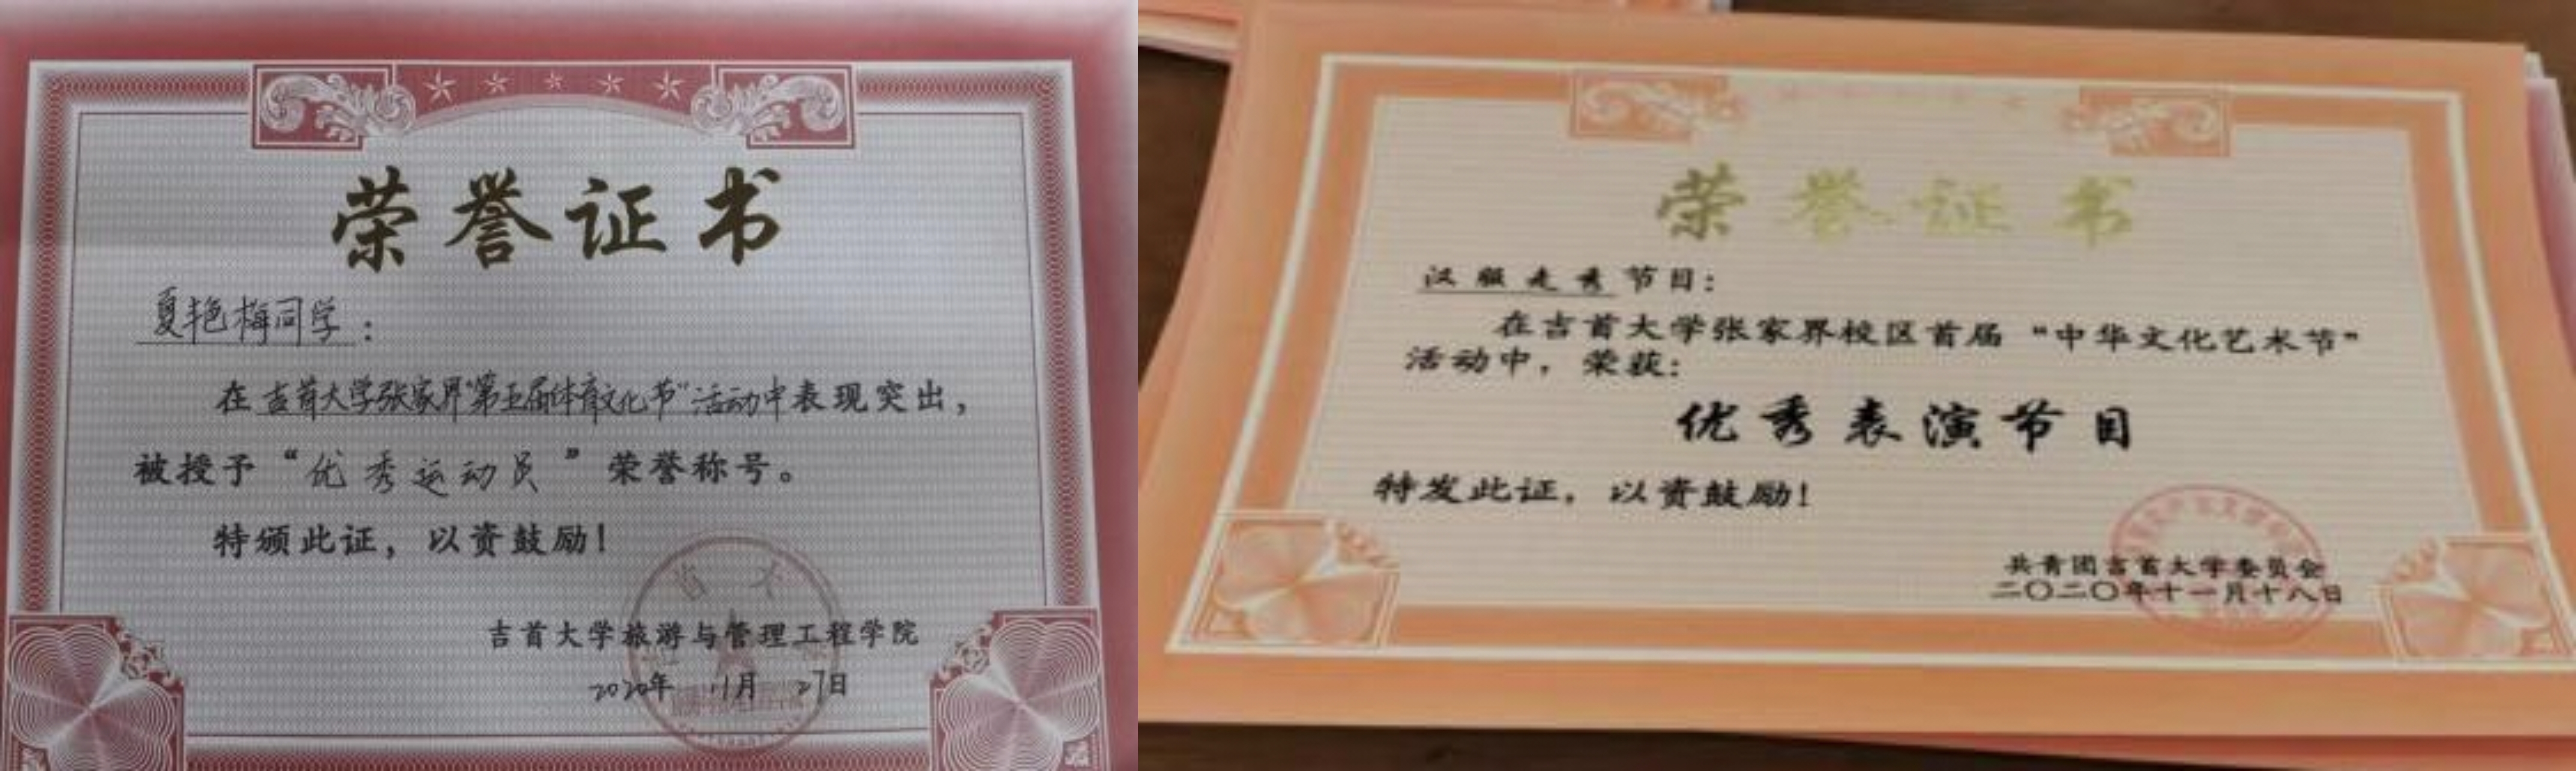 荣誉证书
夏艳梅同学：
在吉首大学张家界"第五届体育文化节"活动中表现突出，
被授予“优秀运动员”荣誉称号。
特颁此证，以资鼓励！
吉首大学旅游与管理工程学院
2020年 11月 27日
荣誉证书
汉服走秀节目：
在吉首大学张家界校区首届“中华文化艺术节”
活动中，荣获：
优秀表演节目
特发此证，以资鼓励！
共青团吉首大学委员会
二〇二〇年十一月十八日